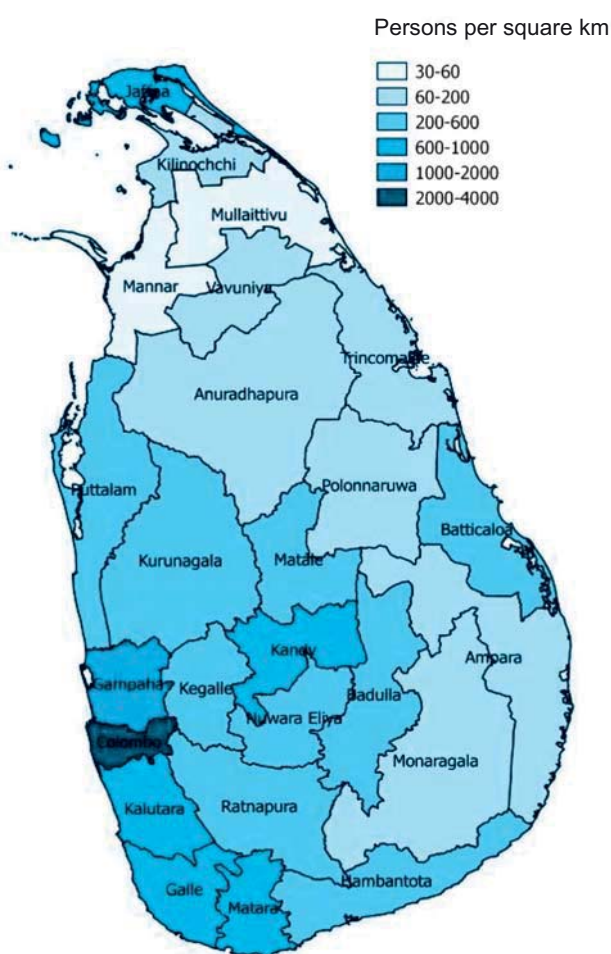 Persons per square km
30-60
60-200
200-600
600-1000
1000-2000
2000-4000
Jaffna
Kilinochchi
Mullaittivu
Mannar
Vavuniya
Trincomalee
Anuradhapura
Polonnaruwa
Puttalam
Batticaloa
Kurunagala
Matale
Kandy
Ampara
Gampaha
Kegalle
Badulla
Nuwara Eliya
Colombo
Monaragala
Kalutara
Ratnapura
Hambantota
Galle
Matara